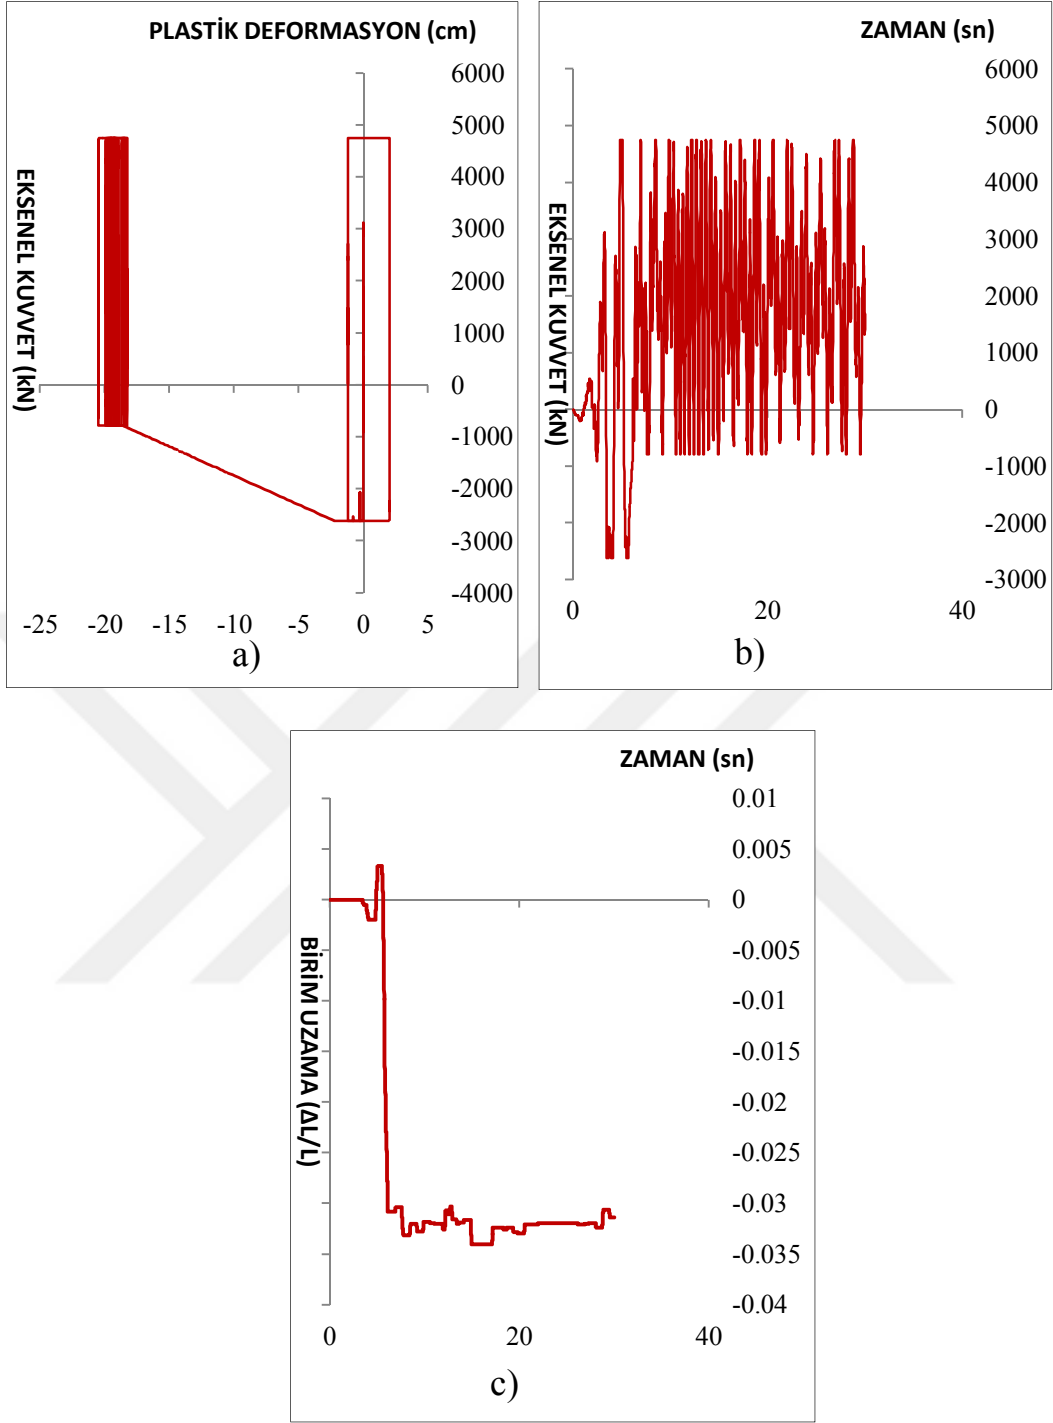 PLASTİK DEFORMASYON (cm)
6000
5000
4000
3000
2000
1000
0
-1000
-2000
-3000
-4000
EKSENEL KUVVET (kN)
-25 -20 -15 -10 -5 0 5
a)
ZAMAN (sn)
6000
5000
4000
3000
2000
1000
0
-1000
-2000
-3000
EKSENEL KUVVET (kN)
0 20 40
b)
ZAMAN (sn)
0.01
0.005
0
-0.005
-0.01
-0.015
-0.02
-0.025
-0.03
-0.035
-0.04
BİRİM UZAMA (ΔL/L)
0 20 40
c)